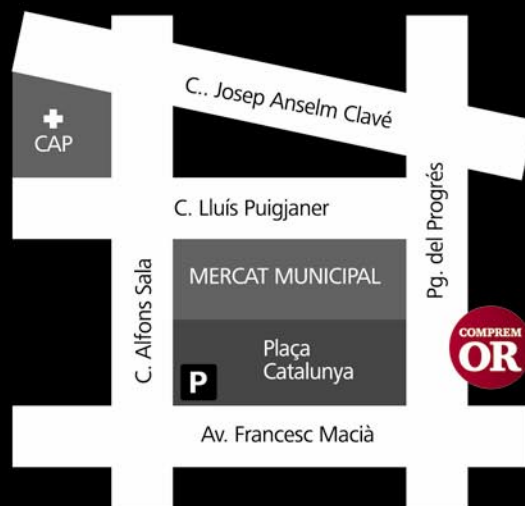 C.. Josep Anselm Clavé
CAP
C. Lluís Puigjaner
Pg. del Progrés
C. Alfons Sala
MERCAT MUNICIPAL
COMPREM
OR
Plaça
Catalunya
P
Av. Francesc Macià